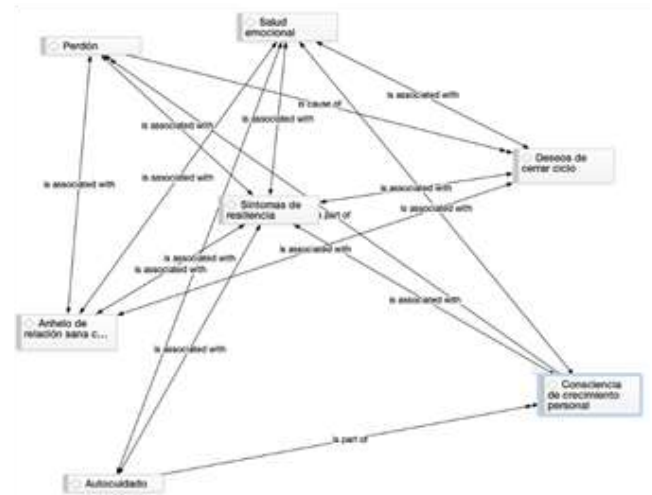 Salud
emocional
Perdón
is associated with
is cause of
is associated with
is associated with
Deseos de
cerrar ciclo
is associated with
is associated with
is associated with
Síntomas de
resiliencia
is part of
is associated with
is associated with
is associated with
is associated with
is associated with
Anhelo de
relación sana c...
is associated with
Consciencia
de crecimiento
personal
is part of
Autocuidado